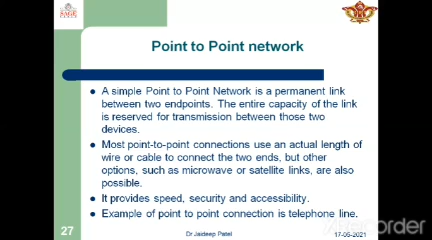 SAGE
Point to Point network
A simple Point to Point Network is a permanent link
between two endpoints. The entire capacity of the link
is reserved for transmission between those two
devices.
Most point-to-point connections use an actual length of
wire or cable to connect the two ends, but other
options, such as microwave or satellite links, are also
possible.
It provides speed, security and accessibility.
Example of point to point connection is telephone line.
27
Dr Jaideep Patel
17-05-2021